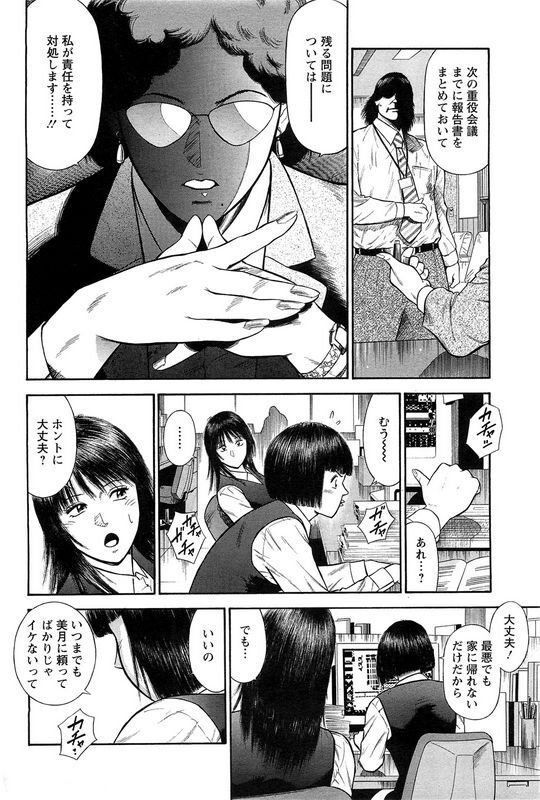 次の重役会議
までに報告書を
まとめておいて
残る問題に
ついては――
私が責任を持って
対処します……!!
カチャッ
あれ…?
むう〜〜
カチャ
……
カチャ
ホントに
大丈夫?
大丈夫!
最悪でも
家に帰れない
だけだから
でも…
いいの
いつまでも
美月に頼って
ばかりじゃ
イケないって
カチャ